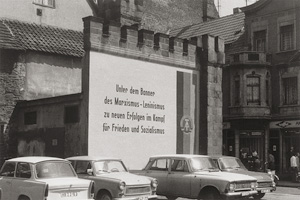 Unter dem Banner
des Marxismus-Leninismus
zu neuen Erfolgen im Kampf
für Frieden und Sozialismus